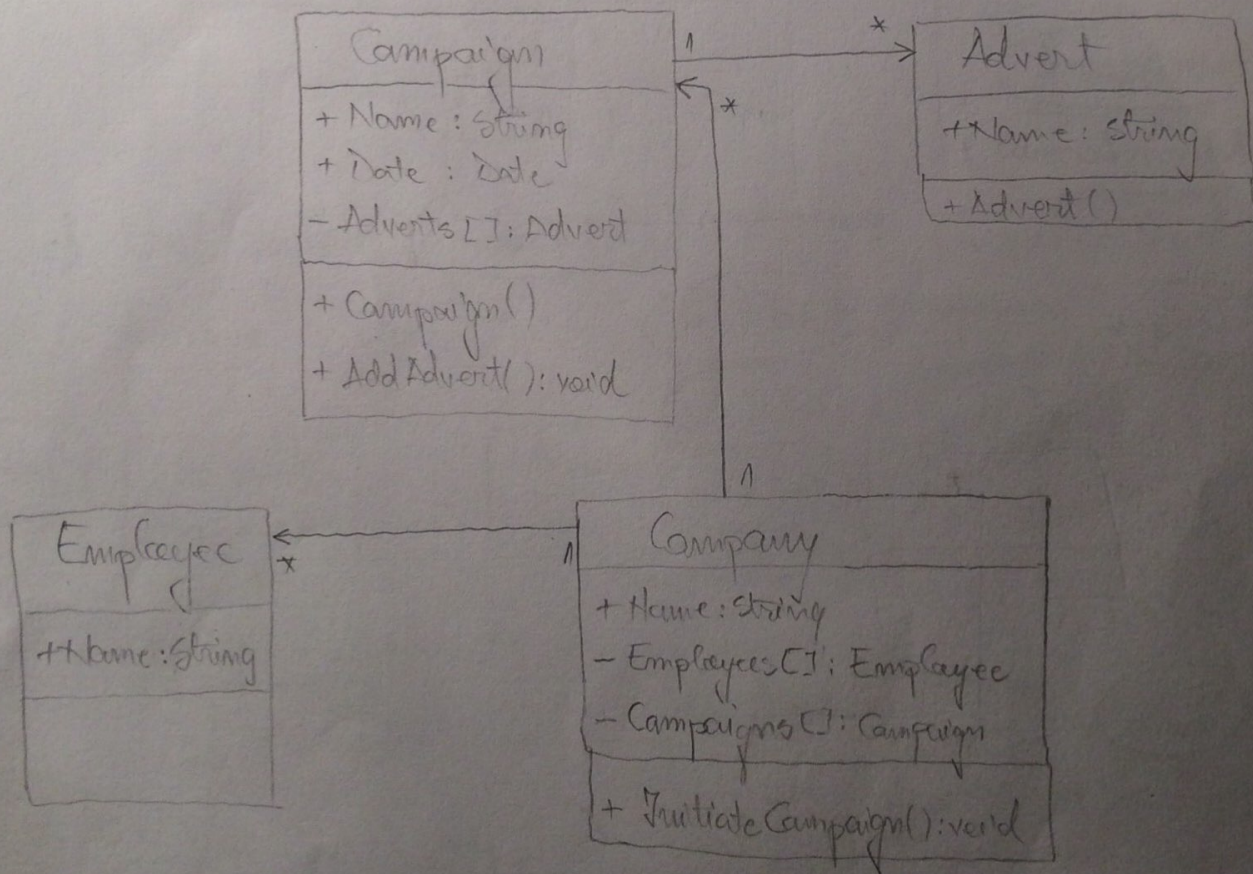 Campaign
+ Name : String
+ Date : Date
- Adverts[] : Advert
+ Campaign()
+ AddAdvert() : void
1
*
Advert
+ Name : String
+ Advert()
*
1
Employee
+ Name : String
*
1
Company
+ Name : String
- Employees[] : Employee
- Campaigns[] : Campaign
+ InitiateCampaign() : void